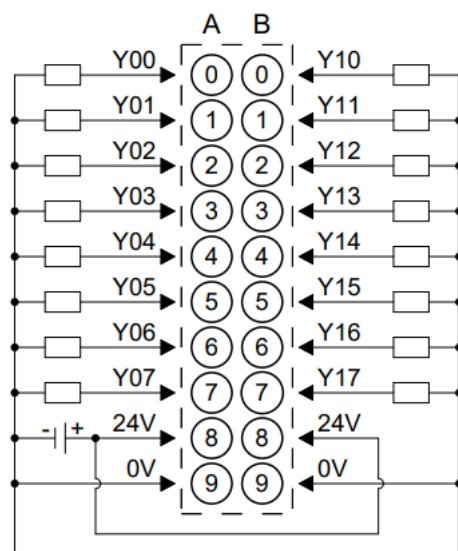 A B
Y00 0 0 Y10
Y01 1 1 Y11
Y02 2 2 Y12
Y03 3 3 Y13
Y04 4 4 Y14
Y05 5 5 Y15
Y06 6 6 Y16
Y07 7 7 Y17
- + 24V 8 8 24V
0V 9 9 0V